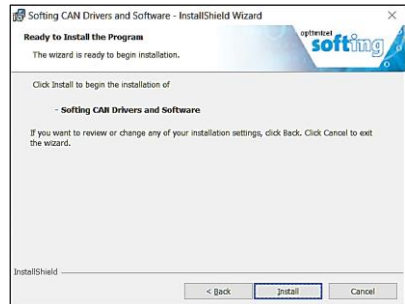 Softing CAN Drivers and Software - InstallShield Wizard
Ready to Install the Program
The wizard is ready to begin installation.
optimize!
softing
Click Install to begin the installation of
- Softing CAN Drivers and Software
If you want to review or change any of your installation settings, click Back. Click Cancel to exit
the wizard.
InstallShield
< Back
Install
Cancel